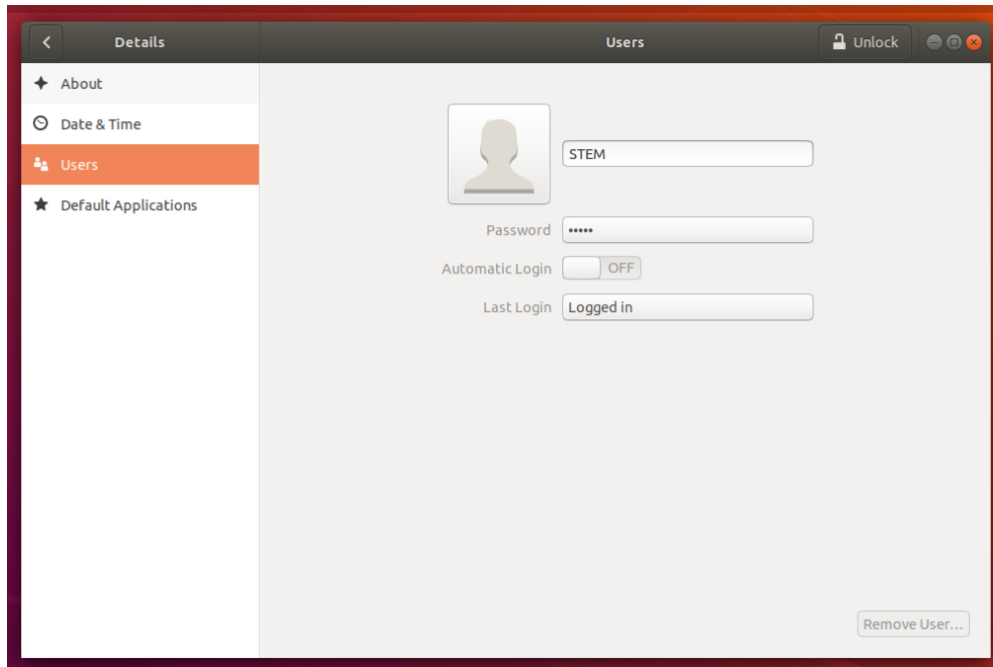 Details
Users
Unlock
About
Date & Time
Users
Default Applications
STEM
Password •••••
Automatic Login OFF
Last Login Logged in
Remove User...